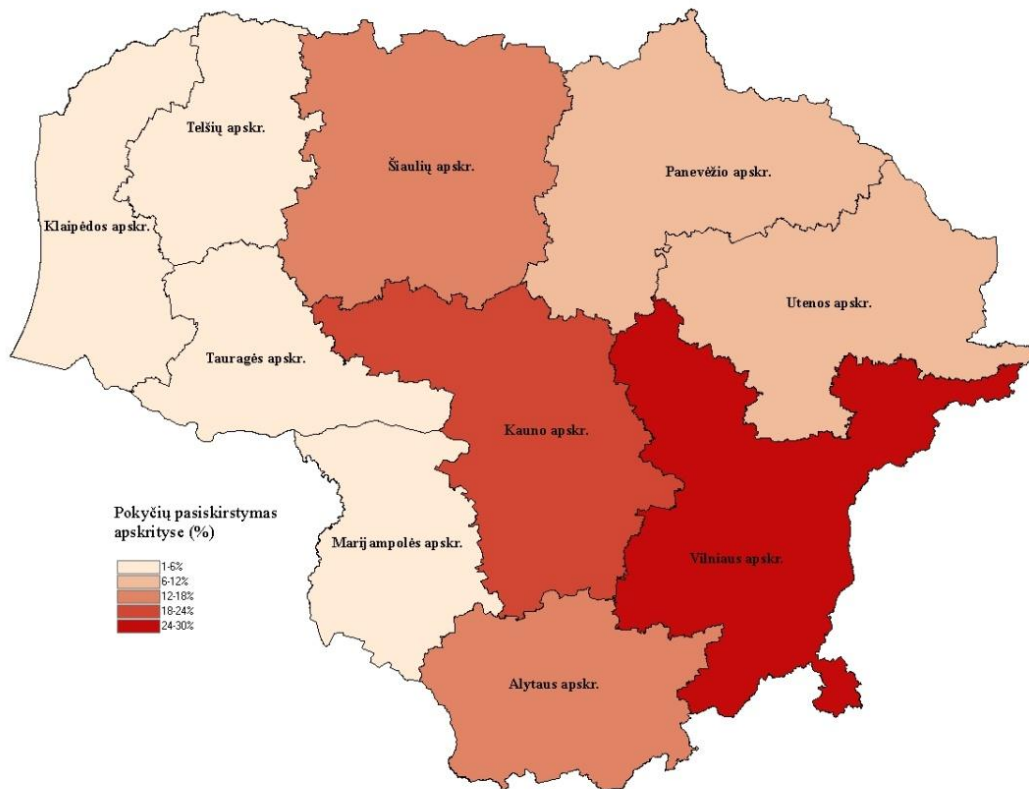 Telšių apskr.
Šiaulių apskr.
Panevėžio apskr.
Klaipėdos apskr.
Utenos apskr.
Tauragės apskr.
Kauno apskr.
Pokyčių pasiskirstymas
apskrityse (%)
1-6%
6-12%
12-18%
18-24%
24-30%
Marijampolės apskr.
Vilniaus apskr.
Alytaus apskr.